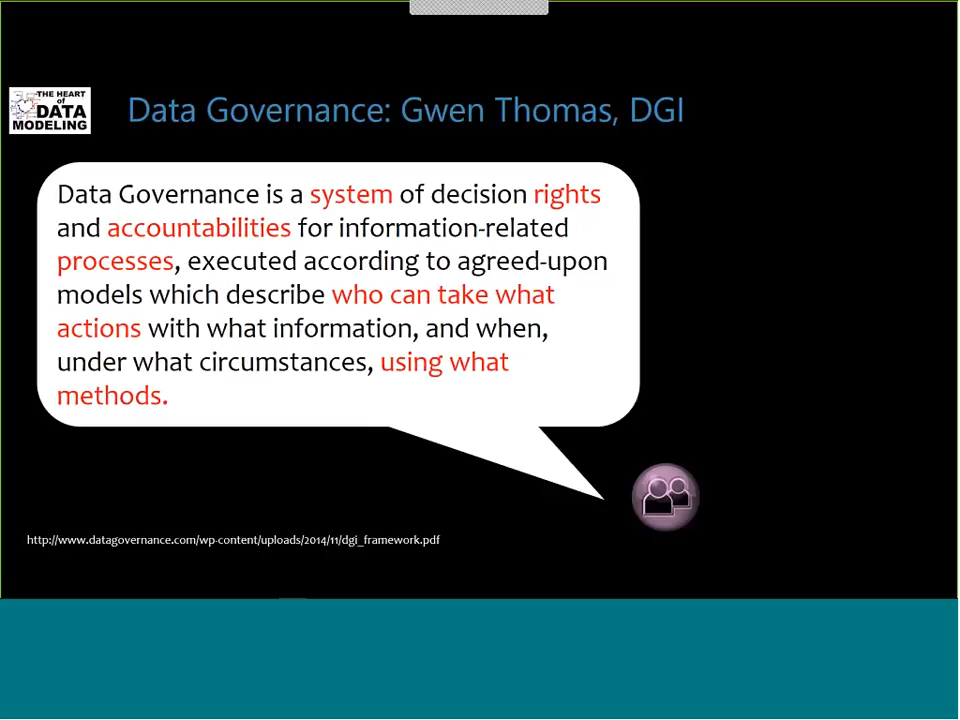 THE HEART
of
DATA
MODELING
Data Governance: Gwen Thomas, DGI
Data Governance is a system of decision rights
and accountabilities for information-related
processes, executed according to agreed-upon
models which describe who can take what
actions with what information, and when,
under what circumstances, using what
methods.
http://www.datagovernance.com/wp-content/uploads/2014/11/dgi_framework.pdf